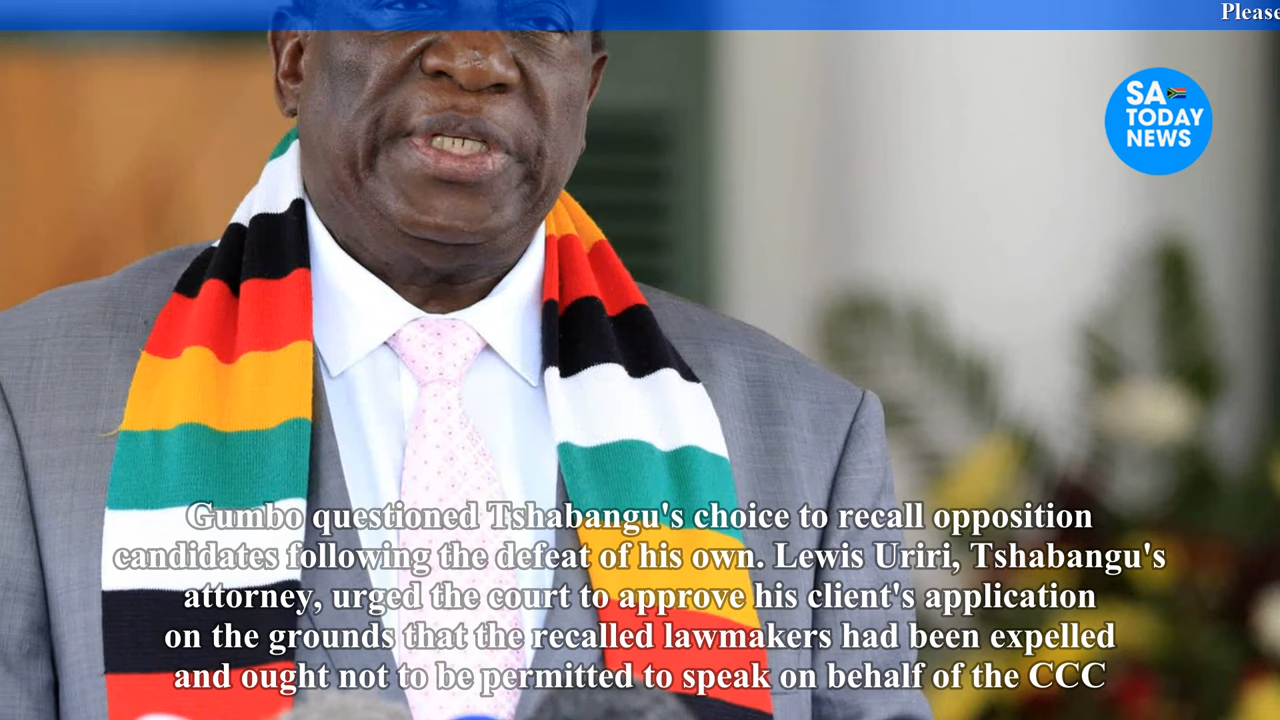 Please
SA
TODAY
NEWS
Gumbo questioned Tshabangu's choice to recall opposition
candidates following the defeat of his own. Lewis Uriri, Tshabangu's
attorney, urged the court to approve his client's application
on the grounds that the recalled lawmakers had been expelled
and ought not to be permitted to speak on behalf of the CCC